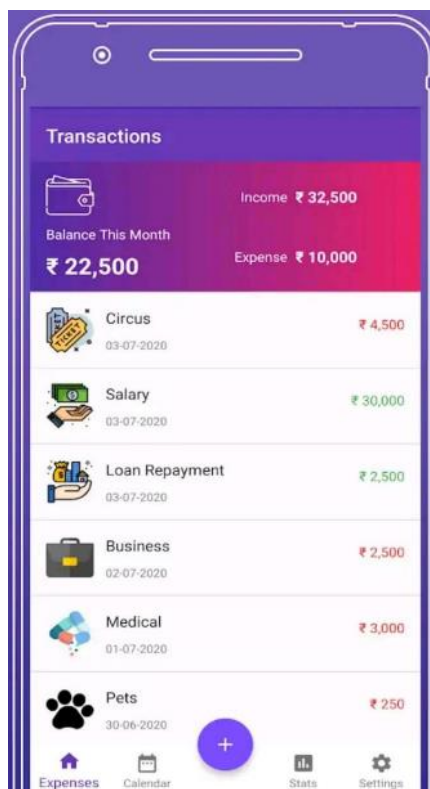 Transactions
Income ₹ 32,500
Balance This Month
₹ 22,500
Expense ₹ 10,000
TICKET
Circus
₹ 4,500
03-07-2020
Salary
₹ 30,000
03-07-2020
Loan Repayment
₹ 2,500
03-07-2020
Business
₹ 2,500
02-07-2020
Medical
₹ 3,000
01-07-2020
Pets
₹ 250
30-06-2020
+
Expenses Calendar Stats Settings